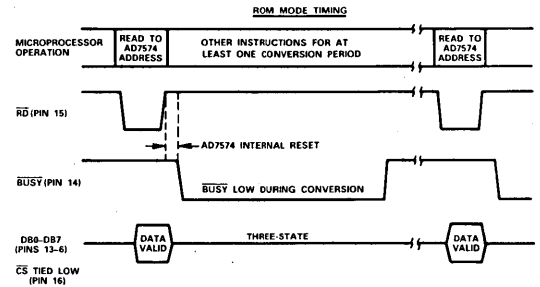 ROM MODE TIMING
MICROPROCESSOR
OPERATION
READ TO
AD7574
ADDRESS
OTHER INSTRUCTIONS FOR AT
LEAST ONE CONVERSION PERIOD
READ TO
AD7574
ADDRESS
RD (PIN 15)
AD7574 INTERNAL RESET
BUSY (PIN 14)
BUSY LOW DURING CONVERSION
DB0–DB7
(PINS 13–6)
DATA
VALID
THREE-STATE
DATA
VALID
CS TIED LOW
(PIN 16)